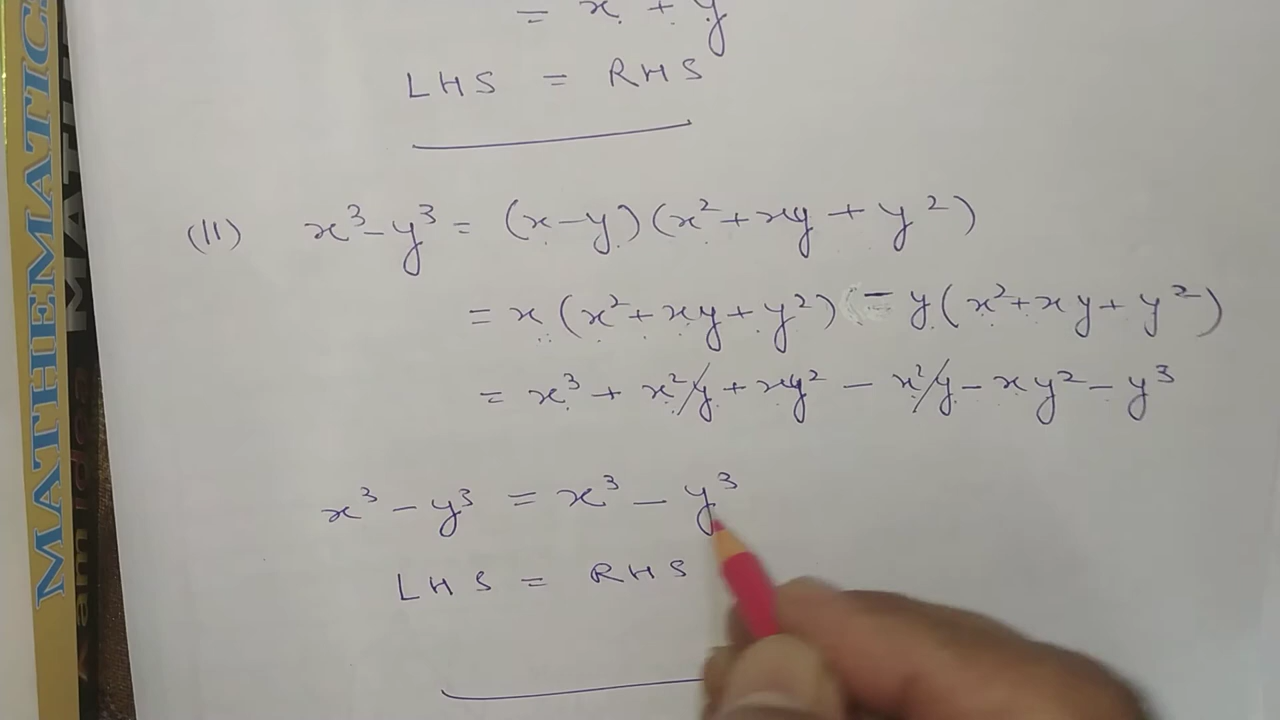 = x + y
LHS = RHS
(II) x³-y³ = (x-y)(x²+xy+y²)
= x(x²+xy+y²) - y(x²+xy+y²)
= x³ + x²y + xy² - x²y - xy² - y³
x³ - y³ = x³ - y³
LHS = RHS
MATHEMATICS